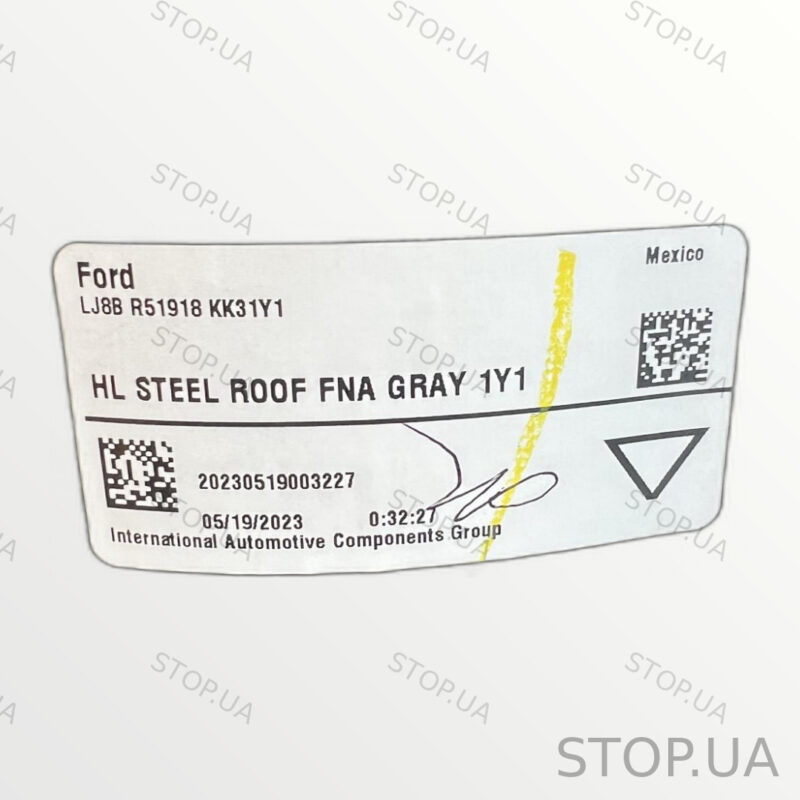 Ford
Mexico
LJ8B R51918 KK31Y1
HL STEEL ROOF FNA GRAY 1Y1
20230519003227
05/19/2023 0:32:27
International Automotive Components Group
STOP.UA